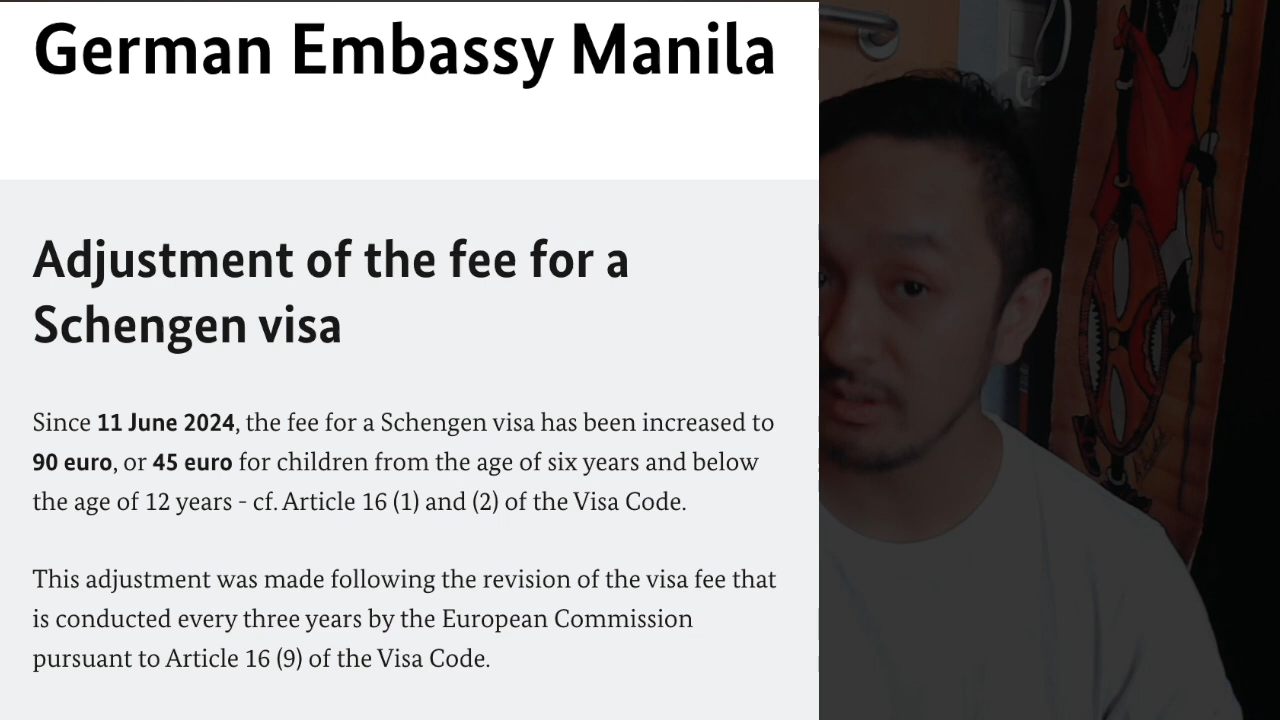 German Embassy Manila
Adjustment of the fee for a
Schengen visa
Since 11 June 2024, the fee for a Schengen visa has been increased to
90 euro, or 45 euro for children from the age of six years and below
the age of 12 years - cf. Article 16 (1) and (2) of the Visa Code.
This adjustment was made following the revision of the visa fee that
is conducted every three years by the European Commission
pursuant to Article 16 (9) of the Visa Code.